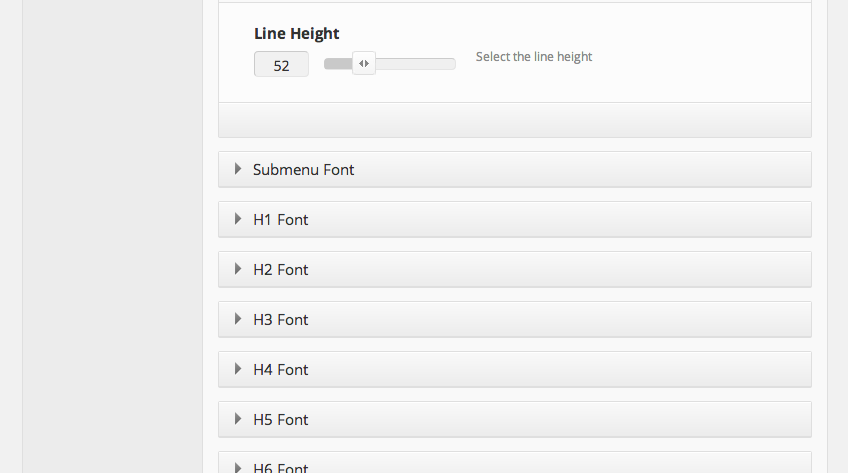 Line Height
52
Select the line height
Submenu Font
H1 Font
H2 Font
H3 Font
H4 Font
H5 Font
H6 Font